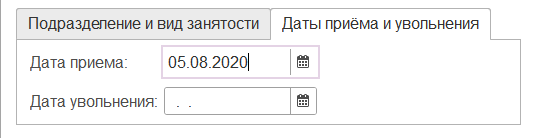 Подразделение и вид занятости Даты приёма и увольнения
Дата приема: 05.08.2020
Дата увольнения: . .